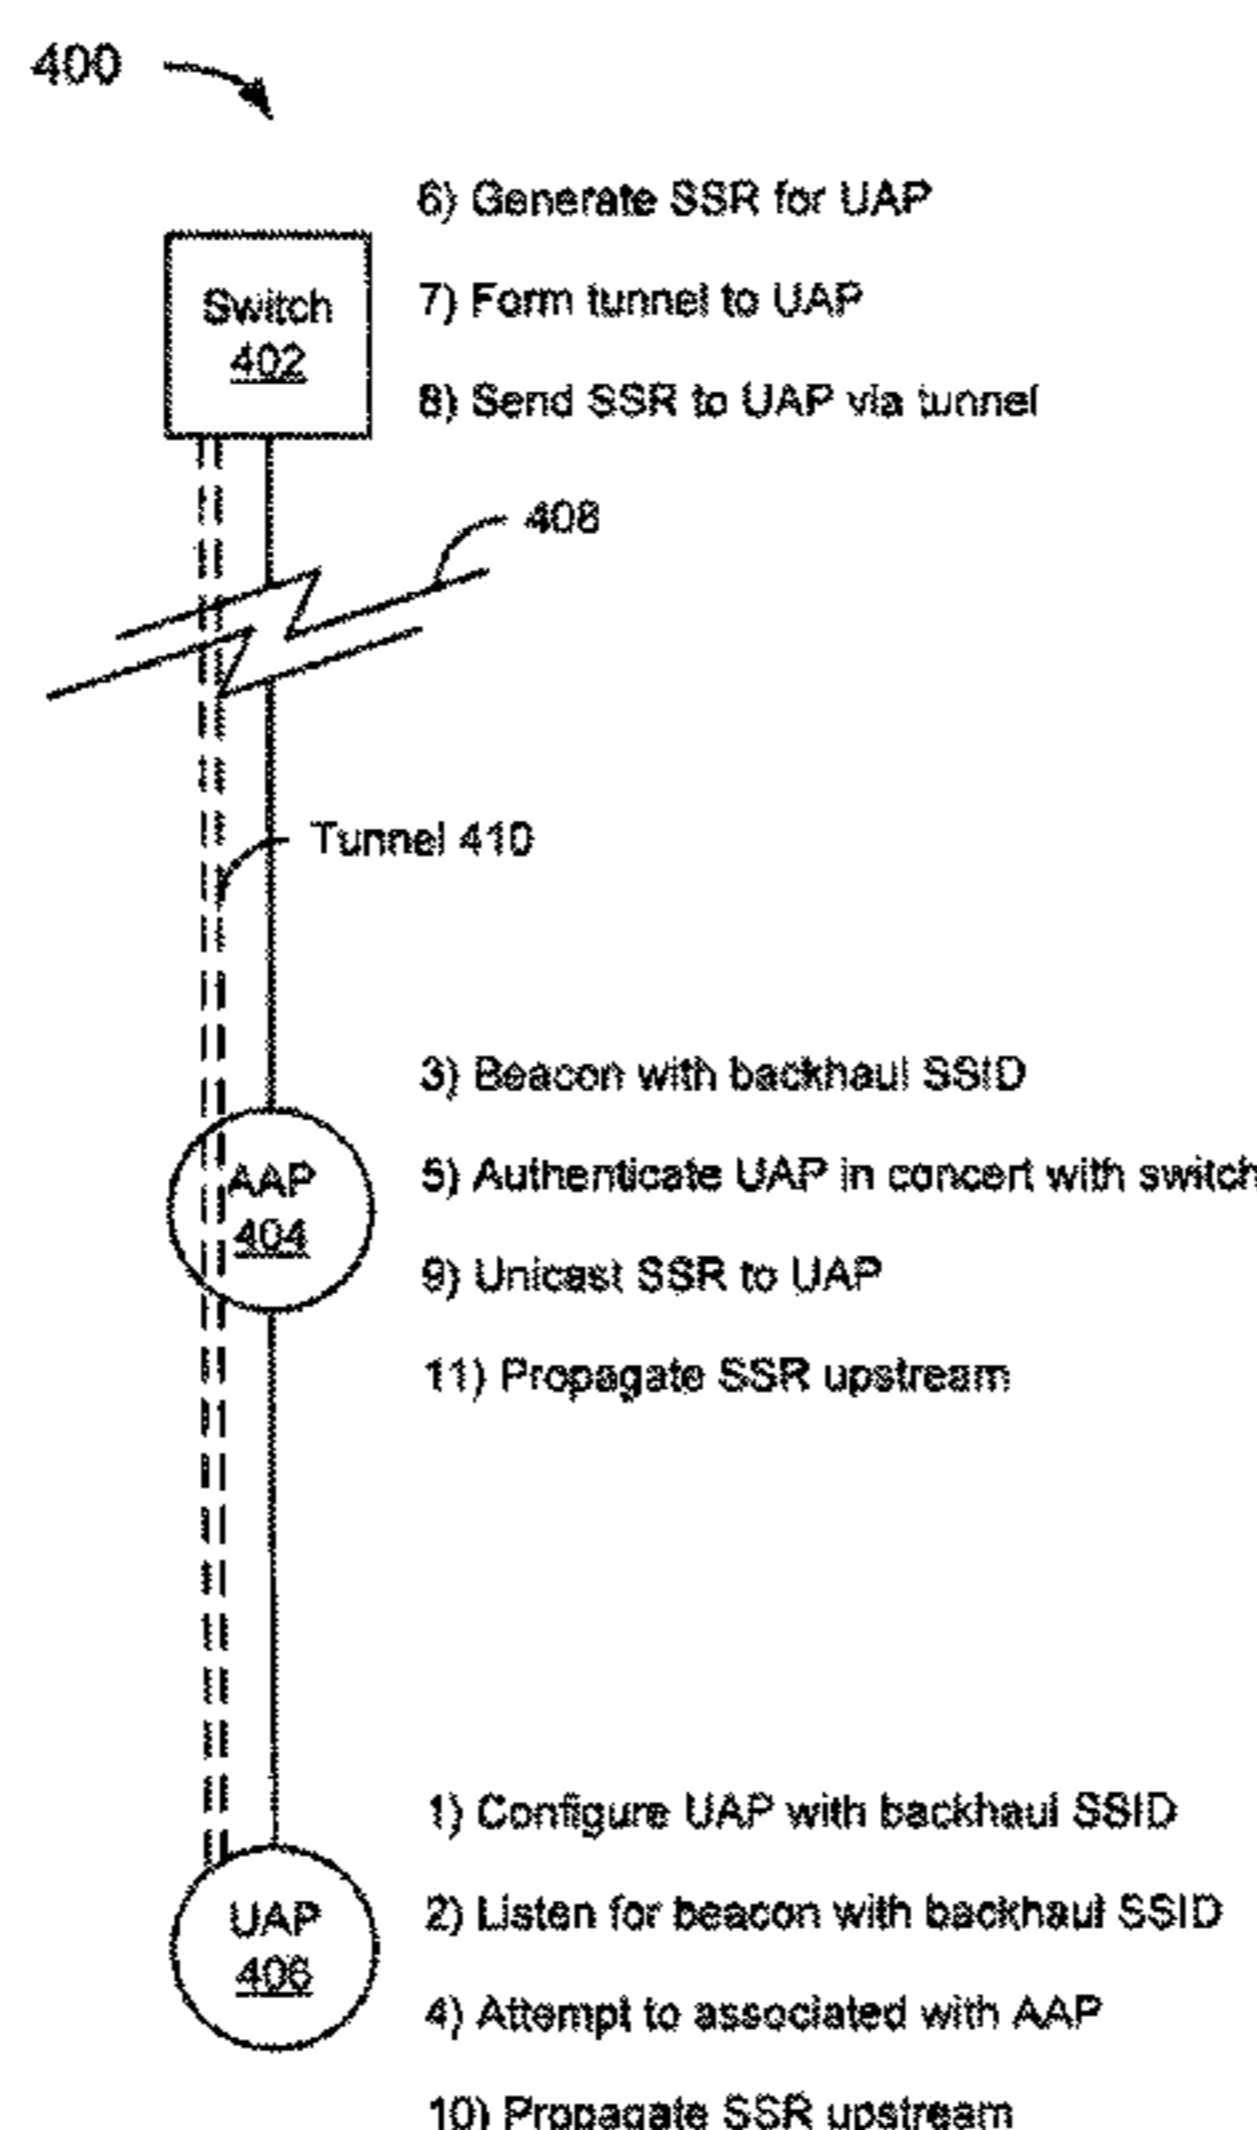 400
6) Generate SSR for UAP
Switch
402
7) Form tunnel to UAP
8) Send SSR to UAP via tunnel
408
Tunnel 410
3) Beacon with backhaul SSID
AAP
404
5) Authenticate UAP in concert with switch
9) Unicast SSR to UAP
11) Propagate SSR upstream
1) Configure UAP with backhaul SSID
UAP
406
2) Listen for beacon with backhaul SSID
4) Attempt to associated with AAP
10) Propagate SSR upstream